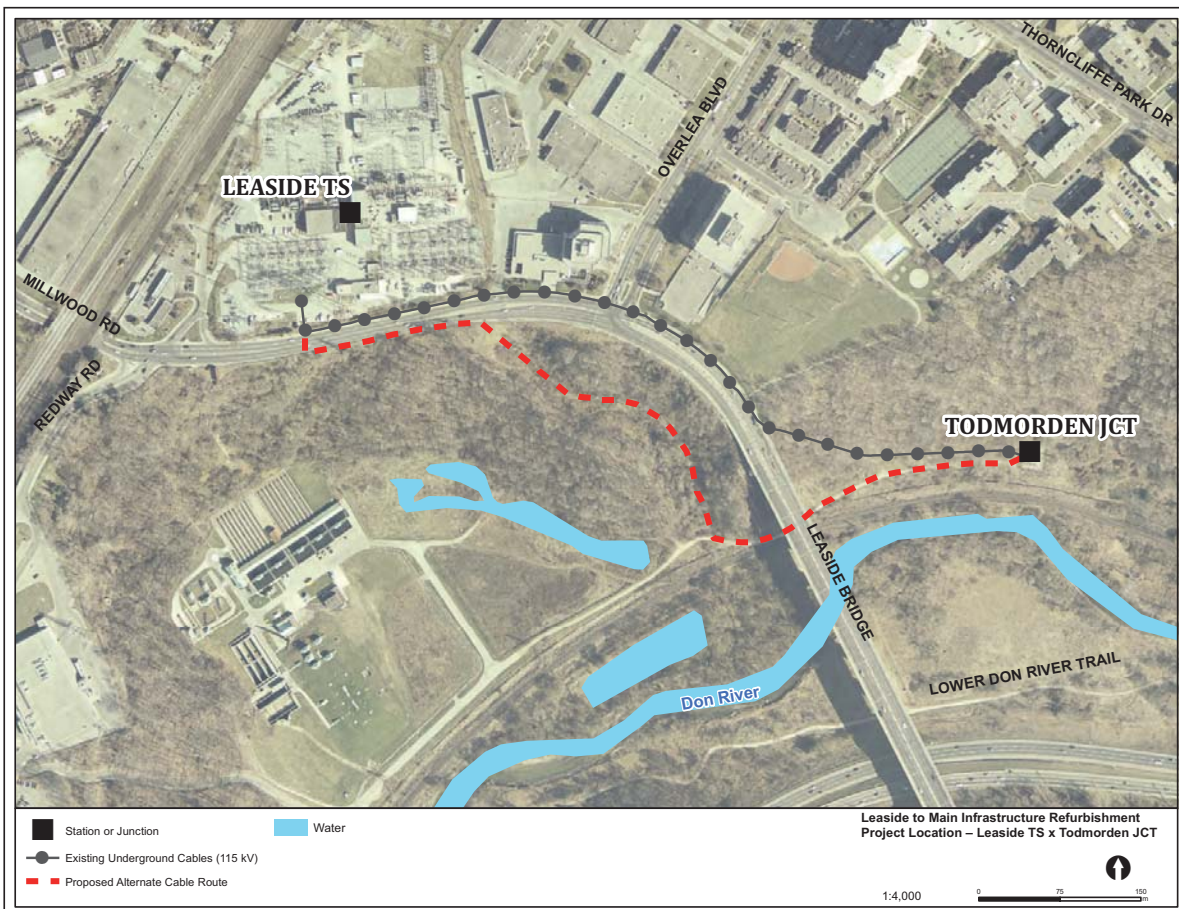 THORNCLIFFE PARK DR
OVERLEA BLVD
LEASIDE TS
MILLWOOD RD
REDWAY RD
TODMORDEN JCT
LEASIDE BRIDGE
LOWER DON RIVER TRAIL
Don River
Station or Junction
Water
Existing Underground Cables (115 kV)
Proposed Alternate Cable Route
Leaside to Main Infrastructure Refurbishment
Project Location – Leaside TS x Todmorden JCT
1:4,000
0 75 150
m